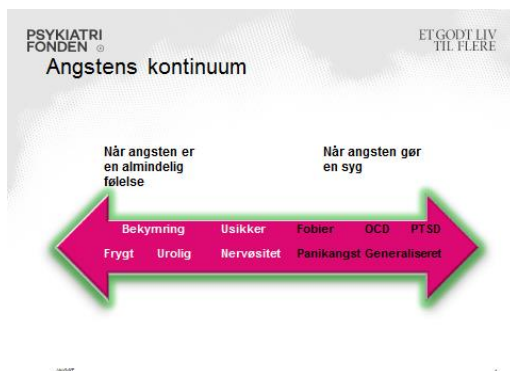 PSYKIATRI
FONDEN
ET GODT LIV
TIL FLERE
Angstens kontinuum
Når angsten er
en almindelig
følelse
Når angsten gør
en syg
Bekymring Usikker Fobier OCD PTSD
Frygt Urolig Nervøsitet Panikangst Generaliseret